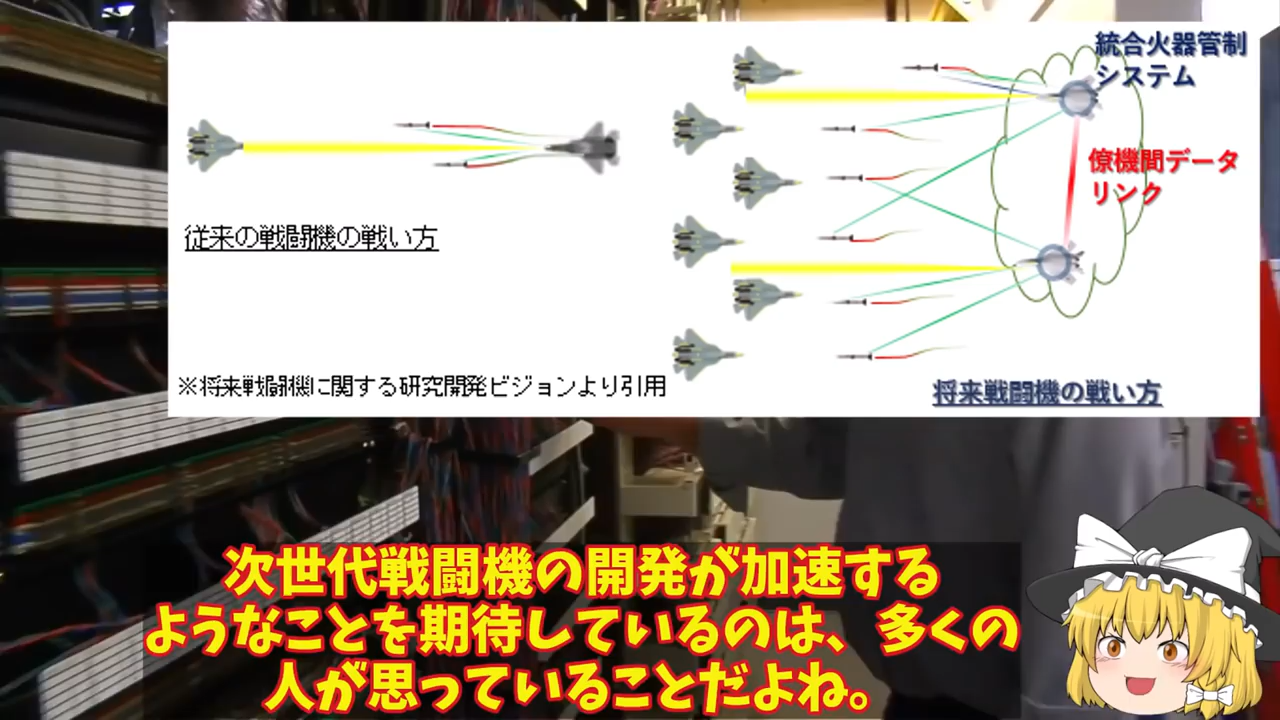 統合火器管制
システム
僚機間データ
リンク
従来の戦闘機の戦い方
※将来戦闘機に関する研究開発ビジョンより引用
将来戦闘機の戦い方
次世代戦闘機の開発が加速する
ようなことを期待しているのは、多くの
人が思っていることだよね。